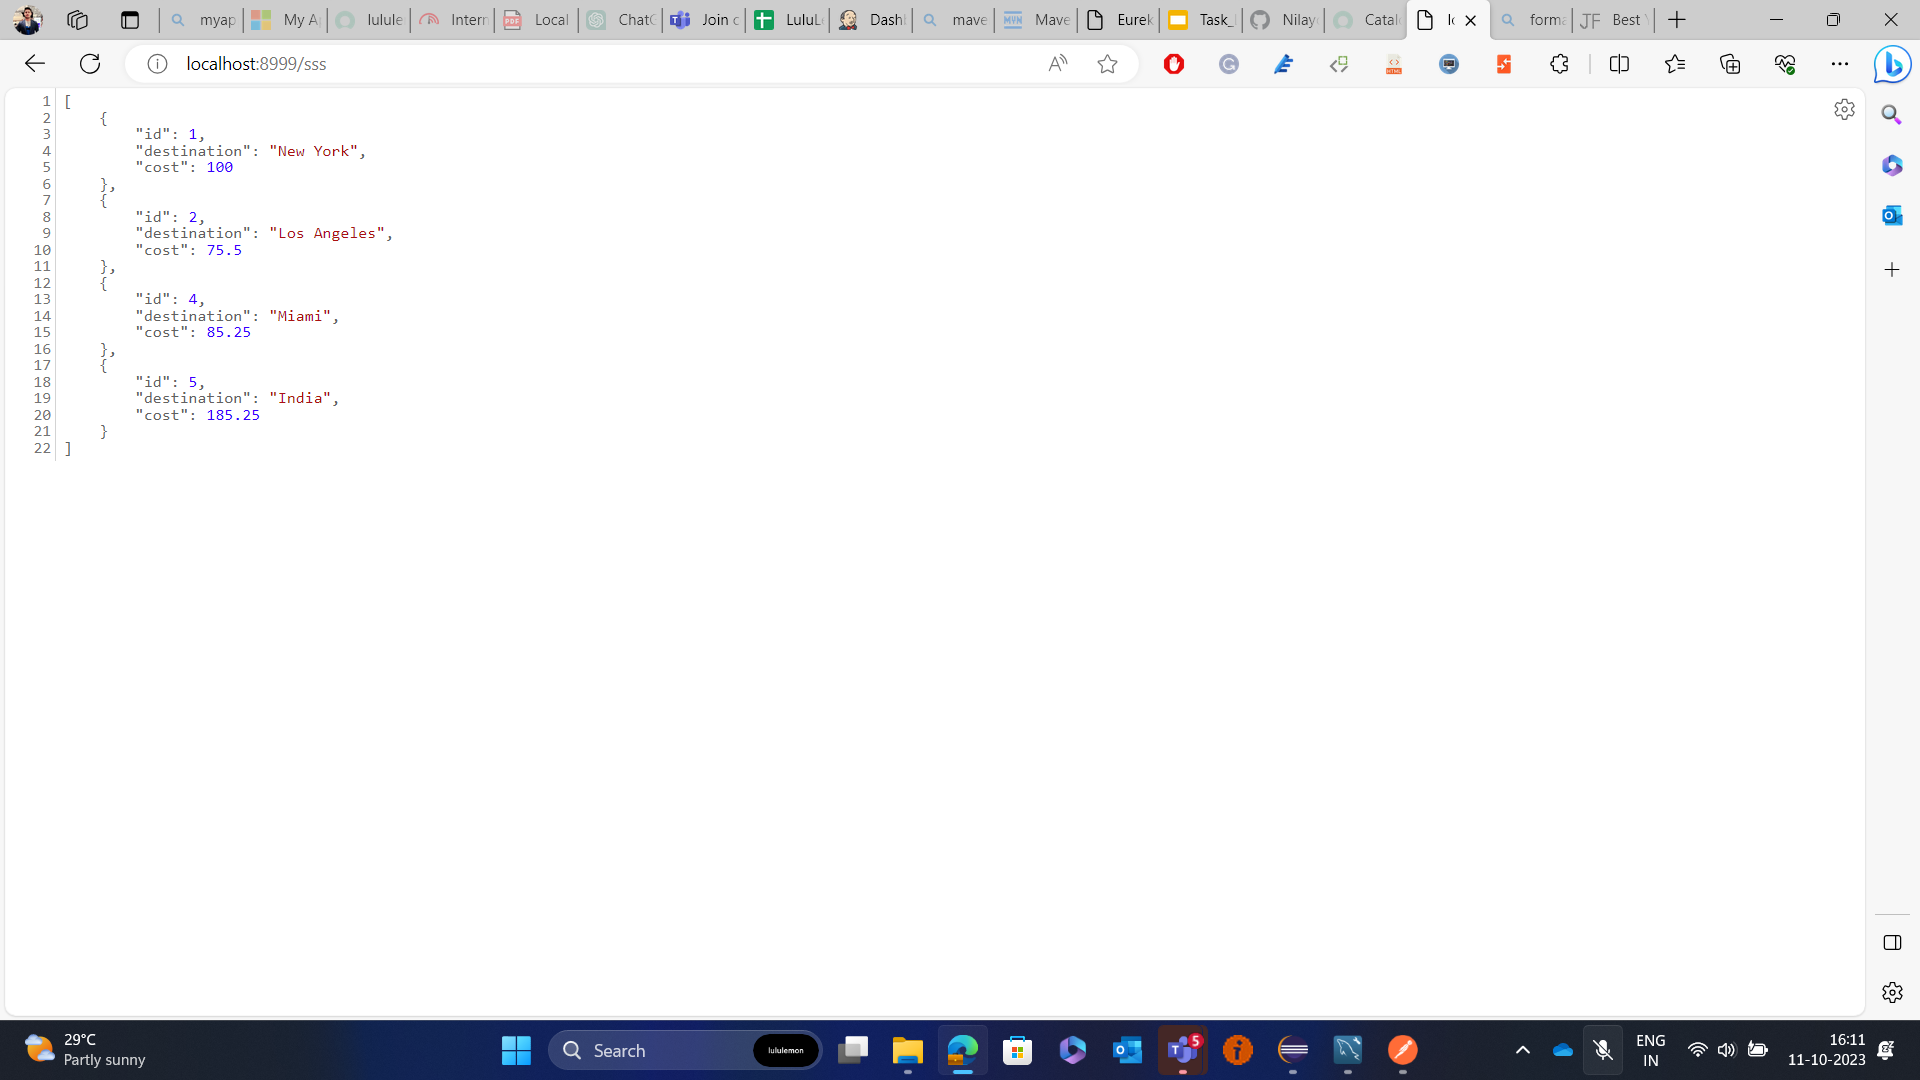 myap
My A
lulule
Intern
Local
ChatG
Join c
LuluL
Dashl
mave
Mave
Eurek
Task_
Nilay
Catal
lo
forma
Best
localhost:8999/sss
1 [
2 {
3 "id": 1,
4 "destination": "New York",
5 "cost": 100
6 },
7 {
8 "id": 2,
9 "destination": "Los Angeles",
10 "cost": 75.5
11 },
12 {
13 "id": 4,
14 "destination": "Miami",
15 "cost": 85.25
16 },
17 {
18 "id": 5,
19 "destination": "India",
20 "cost": 185.25
21 }
22 ]
29°C
Partly sunny
Search
lululemon
5
ENG
IN
16:11
11-10-2023